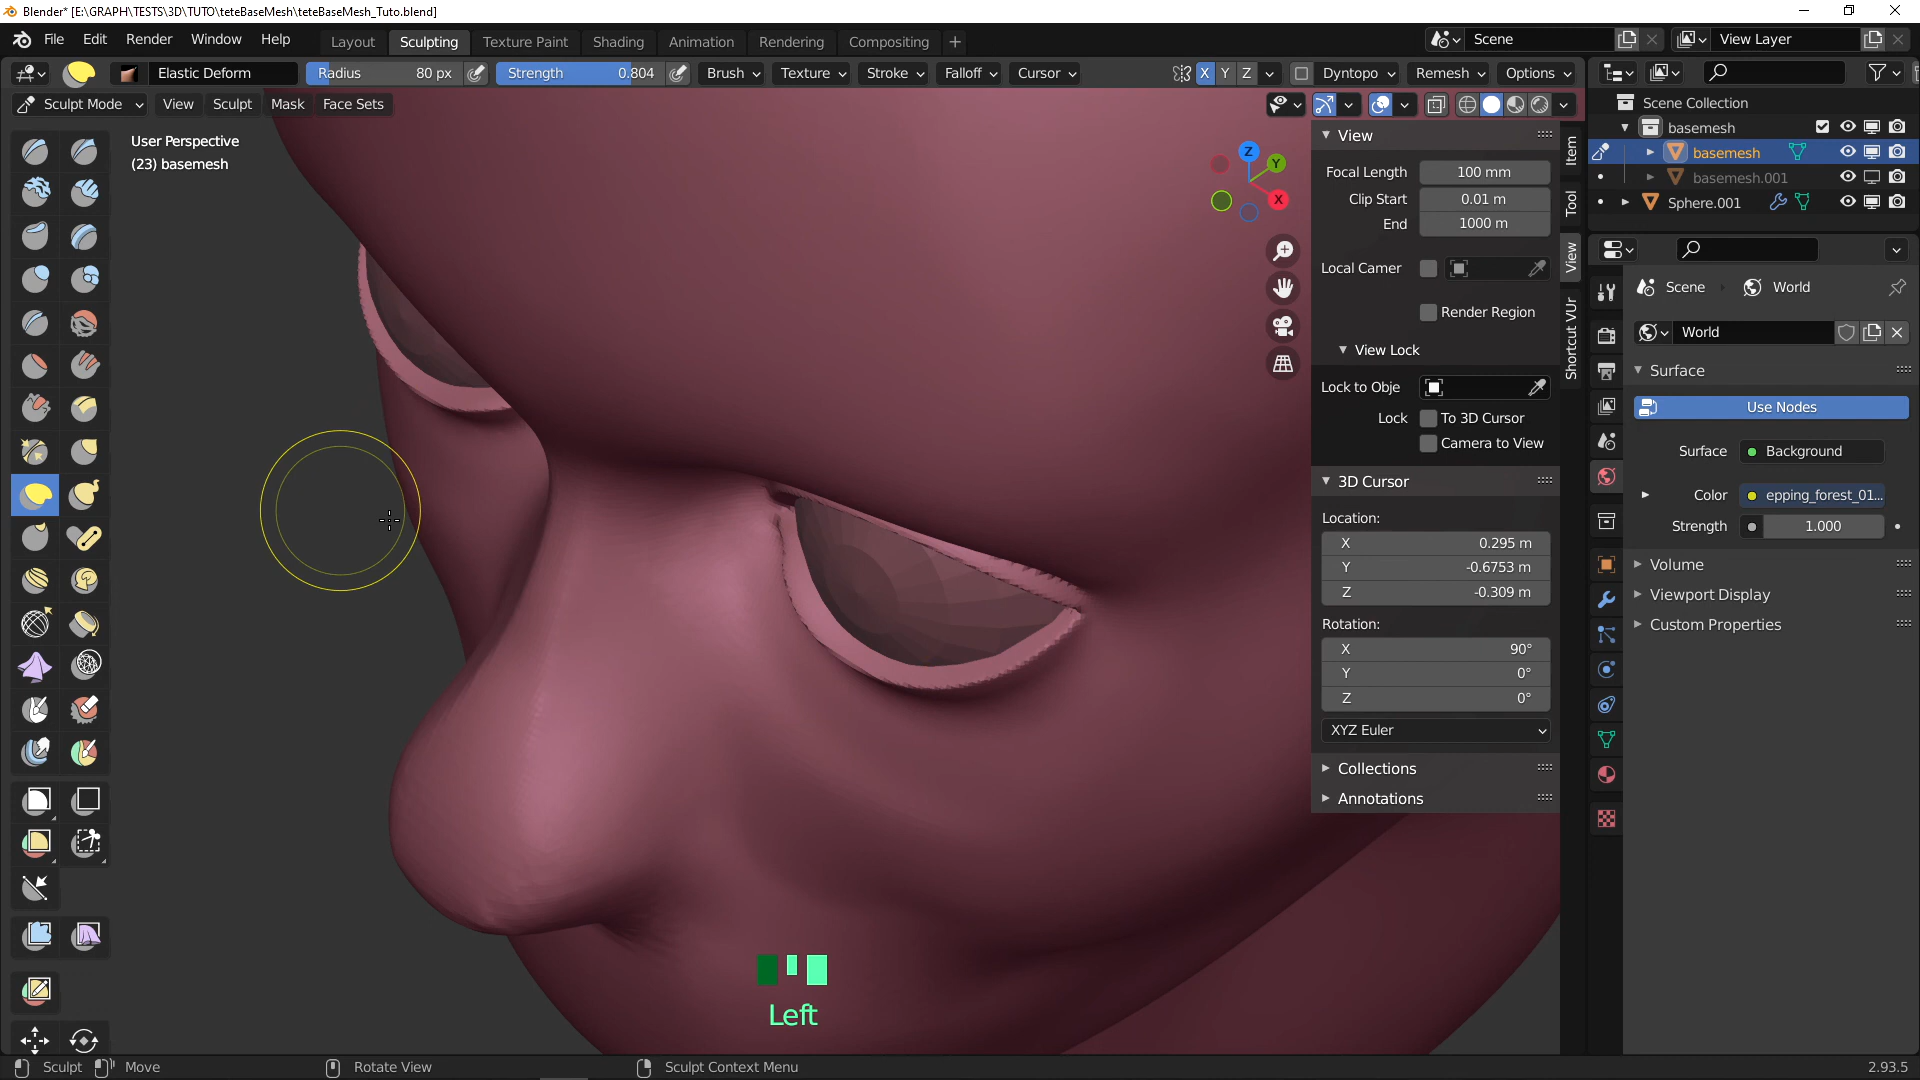 Blender* [E:\GRAPH\TESTS\3D\TUTO\teteBaseMesh\teteBaseMesh_Tuto.blend]
File Edit Render Window Help Layout Sculpting Texture Paint Shading Animation Rendering Compositing Scene View Layer
Elastic Deform Radius 80 px Strength 0.804 Brush Texture Stroke Falloff Cursor X Y Z Dyntopo Remesh Options
Sculpt Mode View Sculpt Mask Face Sets
User Perspective
(23) basemesh
Z
Y
X
View
Focal Length 100 mm
Clip Start 0.01 m
End 1000 m
Local Camer
Render Region
View Lock
Lock to Obje
Lock To 3D Cursor
Camera to View
3D Cursor
Location:
X 0.295 m
Y -0.6753 m
Z -0.309 m
Rotation:
X 90°
Y 0°
Z 0°
XYZ Euler
Collections
Annotations
Item
Tool
View
Shortcut VUr
Scene Collection
basemesh
basemesh
basemesh.001
Sphere.001
Scene World
World
Surface
Use Nodes
Surface Background
Color epping_forest_01...
Strength 1.000
Volume
Viewport Display
Custom Properties
Left
Sculpt Move Rotate View Sculpt Context Menu 2.93.5